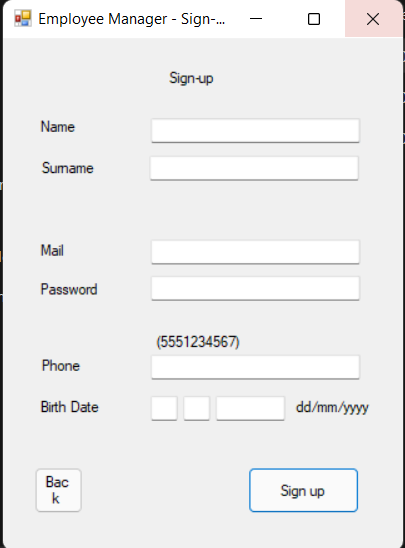 Employee Manager - Sign-...
Sign-up
Name
Surname
Mail
Password
(5551234567)
Phone
Birth Date
dd/mm/yyyy
Bac
k
Sign up